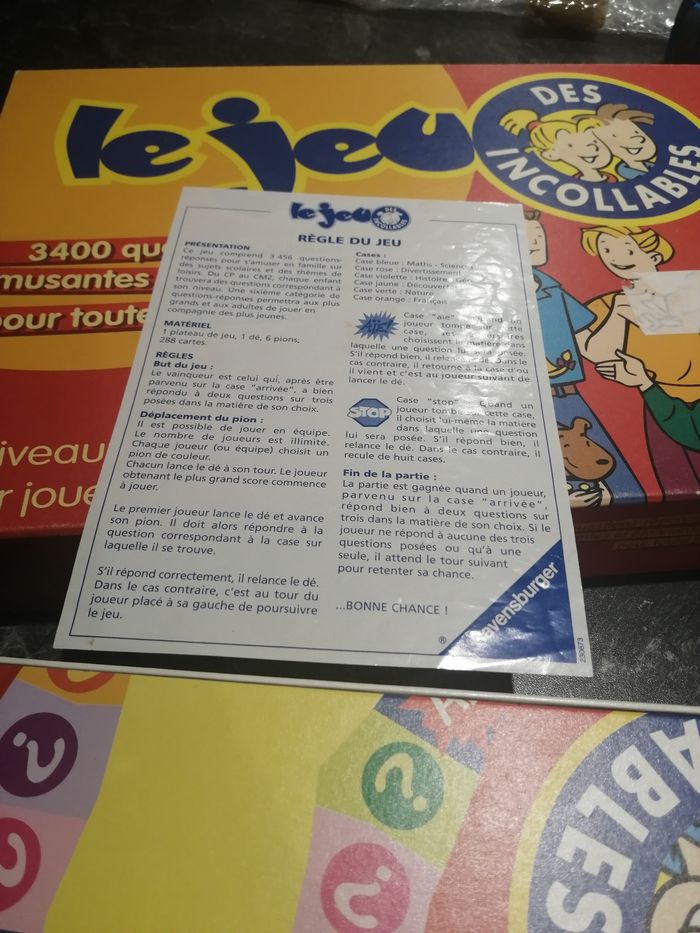 le jeu
DES
INCOLLABLES
3400 qu
musantes
pour toute
iveau
r joue
le jeu
DES
INCOLLABLES
RÈGLE DU JEU
PRÉSENTATION
Ce jeu comprend 3 456 questions-
réponses pour s'amuser en famille sur
des sujets scolaires et des thèmes de
loisirs. Du CP au CM2, chaque enfant
trouvera des questions correspondant à
son niveau. Une sixième catégorie de
questions-réponses permettra aux plus
grands et aux adultes de jouer en
compagnie des plus jeunes.
MATÉRIEL
1 plateau de jeu, 1 dé, 6 pions,
288 cartes.
RÈGLES
But du jeu :
Le vainqueur est celui qui, après être
parvenu sur la case "arrivée", a bien
répondu à deux questions sur trois
posées dans la matière de son choix.
Déplacement du pion :
Il est possible de jouer en équipe.
Le nombre de joueurs est illimité.
Chaque joueur (ou équipe) choisit un
pion de couleur.
Chacun lance le dé à son tour. Le joueur
obtenant le plus grand score commence
à jouer.
Le premier joueur lance le dé et avance
son pion. Il doit alors répondre à la
question correspondant à la case sur
laquelle il se trouve.
S'il répond correctement, il relance le dé.
Dans le cas contraire, c'est au tour du
joueur placé à sa gauche de poursuivre
le jeu.
Cases :
Case bleue : Maths - Sciences
Case rose : Divertissement
Case violette : Histoire - Géo
Case jaune : Découverte
Case verte : Nature
Case orange : Français
AÏE!
Case "aïe" : Quand un
joueur tombe sur cette
case, ses
choisissent la matière dans
laquelle une question lui sera posée.
S'il répond bien, il relance le dé. Dans le
cas contraire, il retourne à la case d'où
il vient et c'est au joueur suivant de
lancer le dé.
STOP
Case "stop" : Quand un
joueur tombe sur cette case,
il choisit lui-même la matière
dans laquelle une question
lui sera posée. S'il répond bien, il
relance le dé. Dans le cas contraire, il
recule de huit cases.
Fin de la partie :
La partie est gagnée quand un joueur,
parvenu sur la case "arrivée",
répond bien à deux questions sur
trois dans la matière de son choix. Si le
joueur ne répond à aucune des trois
questions posées ou qu'à une
seule, il attend le tour suivant
pour retenter sa chance.
...BONNE CHANCE !
Ravensburger
®
230673
?
?
?
?
ABLES